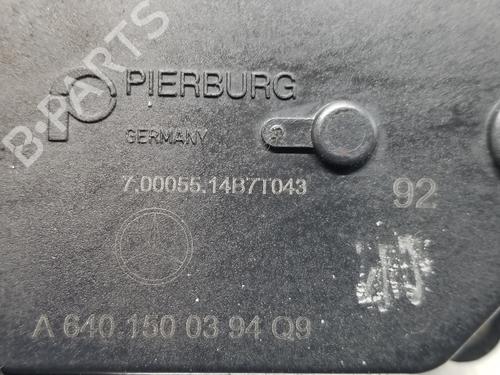 B-PARTS
PIERBURG
GERMANY
7.00055.14B7T043
92
A 640 150 03 94 Q9